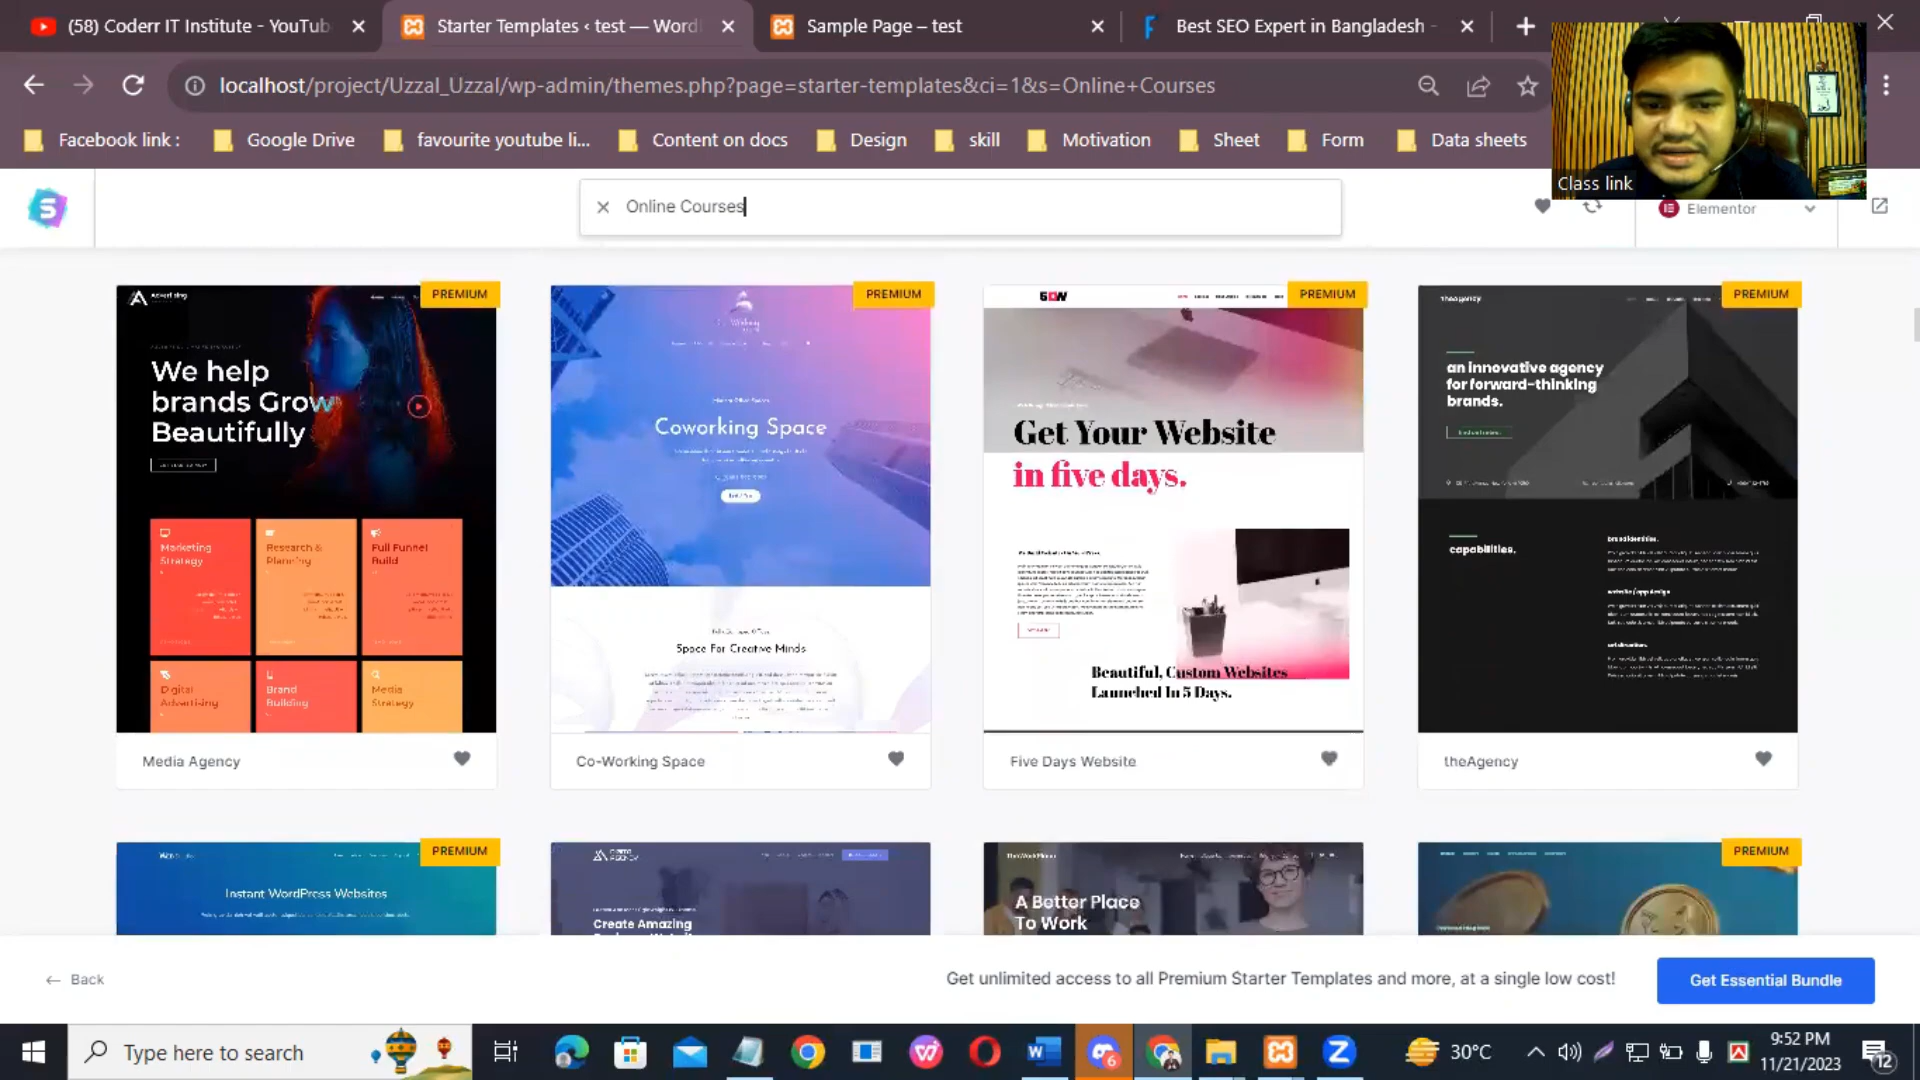 (58) Coderr IT Institute - YouTub
Starter Templates ‹ test — Word
Sample Page – test
Best SEO Expert in Bangladesh -
localhost/project/Uzzal_Uzzal/wp-admin/themes.php?page=starter-templates&ci=1&s=Online+Courses
Facebook link :
Google Drive
favourite youtube li...
Content on docs
Design
skill
Motivation
Sheet
Form
Data sheets
Class link
Online Courses
Elementor
PREMIUM
PREMIUM
PREMIUM
PREMIUM
We help
brands Grow
Beautifully
Marketing
Strategy
Research &
Planning
Full Funnel
Build
Digital
Advertising
Brand
Building
Media
Strategy
Coworking Space
Space For Creative Minds
Get Your Website
in five days.
Beautiful, Custom Websites
Launched In 5 Days.
theAgency
an innovative agency
for forward-thinking
brands.
capabilities.
Media Agency
Co-Working Space
Five Days Website
theAgency
PREMIUM
PREMIUM
Instant WordPress Websites
Create Amazing
A Better Place
To Work
Back
Get unlimited access to all Premium Starter Templates and more, at a single low cost!
Get Essential Bundle
Type here to search
6
30°C
9:52 PM
11/21/2023
12